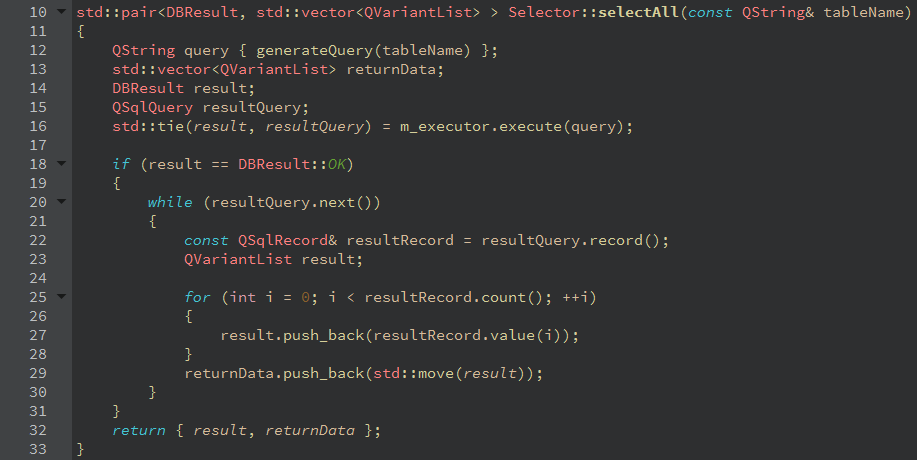 10 std::pair<DBResult, std::vector<QVariantList> > Selector::selectAll(const QString& tableName)
11 {
12     QString query { generateQuery(tableName) };
13     std::vector<QVariantList> returnData;
14     DBResult result;
15     QSqlQuery resultQuery;
16     std::tie(result, resultQuery) = m_executor.execute(query);
17
18     if (result == DBResult::OK)
19     {
20         while (resultQuery.next())
21         {
22             const QSqlRecord& resultRecord = resultQuery.record();
23             QVariantList result;
24
25             for (int i = 0; i < resultRecord.count(); ++i)
26             {
27                 result.push_back(resultRecord.value(i));
28             }
29             returnData.push_back(std::move(result));
30         }
31     }
32     return { result, returnData };
33 }